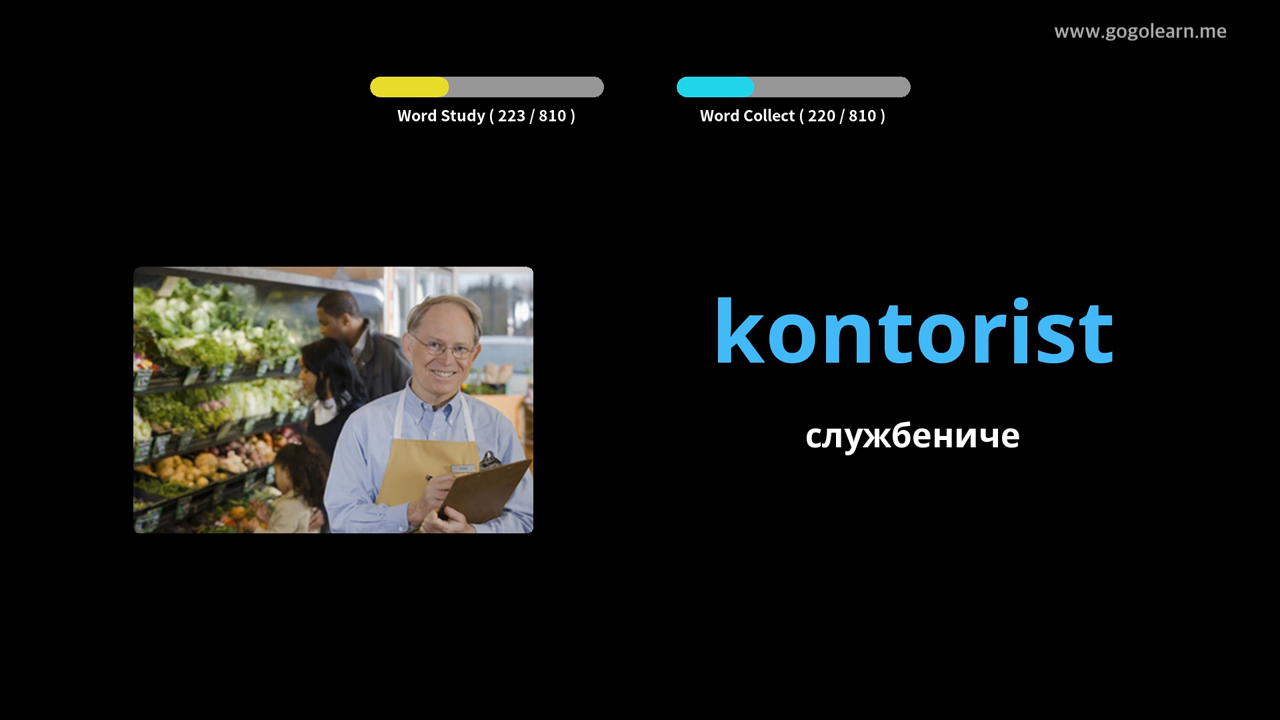 www.gogolearn.me
Word Study ( 223 / 810 )
Word Collect ( 220 / 810 )
kontorist
службениче